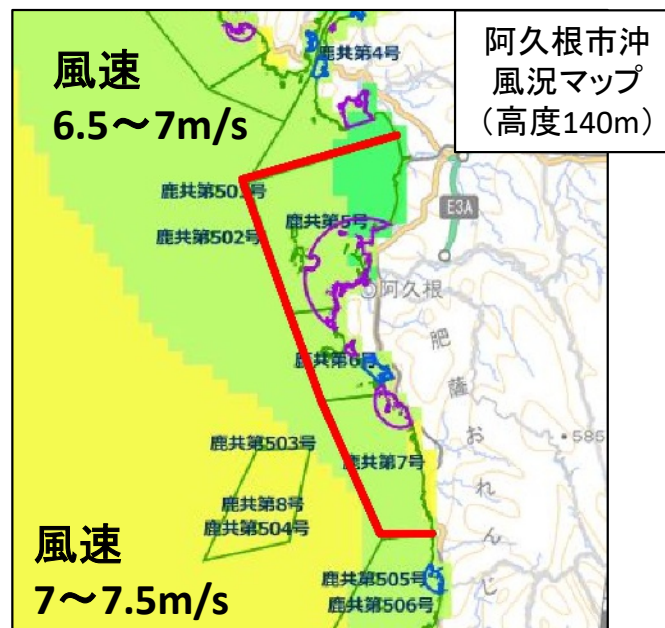 阿久根市沖
風況マップ
（高度140m）
風速
6.5～7m/s
鹿共第4号
鹿共第501号
鹿共第5号
E3A
鹿共第502号
阿久根
鹿共第6号
肥薩おれんじ
585
鹿共第503号
鹿共第7号
鹿共第8号
鹿共第504号
風速
7～7.5m/s
鹿共第505号
鹿共第506号